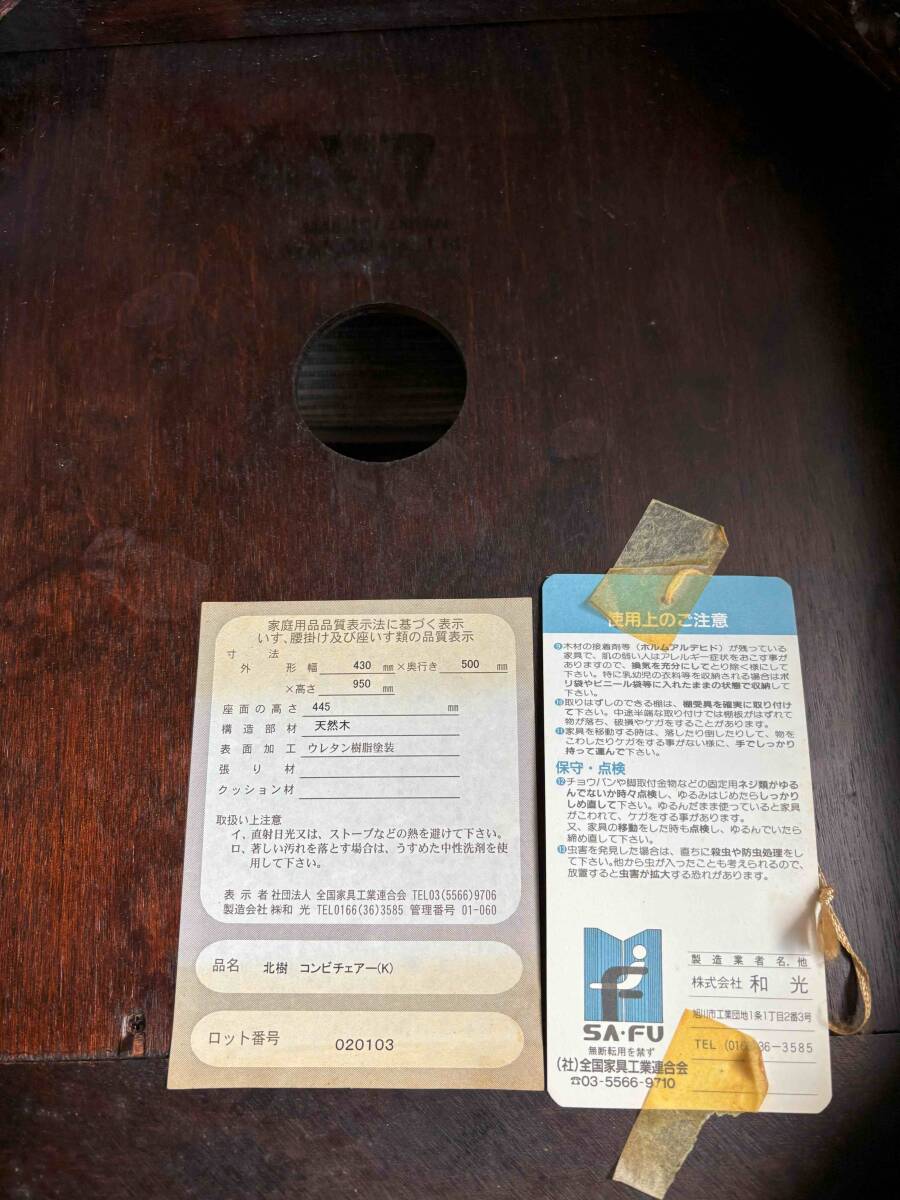 家庭用品品質表示法に基づく表示
いす、腰掛け及び座いす類の品質表示
寸法
外形 幅 430 mm ×奥行き 500 mm
×高さ 950 mm
座面の高さ 445 mm
構造部材 天然木
表面加工 ウレタン樹脂塗装
張り材
クッション材
取扱い上注意
イ、直射日光又は、ストーブなどの熱を避けて下さい。
ロ、著しい汚れを落とす場合は、うすめた中性洗剤を使
用して下さい。
表示者 社団法人 全国家具工業連合会 TEL03(5566)9706
製造会社 ㈱和光 TEL0166(36)3585 管理番号 01-060
品名 北樹 コンビチェアー(K)
ロット番号 020103
使用上のご注意
⑨木材の接着剤等（ホルムアルデヒド）が残っている
家具で、肌の弱い人はアレルギー症状をおこす事が
ありますので、換気を充分にしてとり除く様にして
下さい。特に乳幼児の衣料等を収納される場合はポ
リ袋やビニール袋等に入れたままの状態で収納して
下さい。
⑩取りはずしのできる棚は、棚受具を確実に取り付け
て下さい。中途半端な取り付けでは棚板がはずれて
物が落ち、破損やケガをすることがあります。
⑪家具を移動する時は、落したり倒したりして、物を
こわしたりケガをする事がない様に、手でしっかり
持って運んで下さい。
保守・点検
⑫チョウバンや脚取付金物などの固定用ネジ類がゆる
んでないか時々点検し、ゆるみはじめたらしっかり
しめ直して下さい。ゆるんだまま使っていると家具
がこわれて、ケガをする事があります。
又、家具の移動をした時も点検し、ゆるんでいたら
締め直して下さい。
⑬虫害を発見した場合は、直ちに殺虫や防虫処理をし
て下さい。他から虫が入ったことも考えられるので、
放置すると虫害が拡大する恐れがあります。
SA・FU
無断転用を禁ず
(社)全国家具工業連合会
☎03-5566-9710
製造業者名、他
株式会社 和光
旭川市工業団地1条1丁目2番3号
TEL (016 36-3585